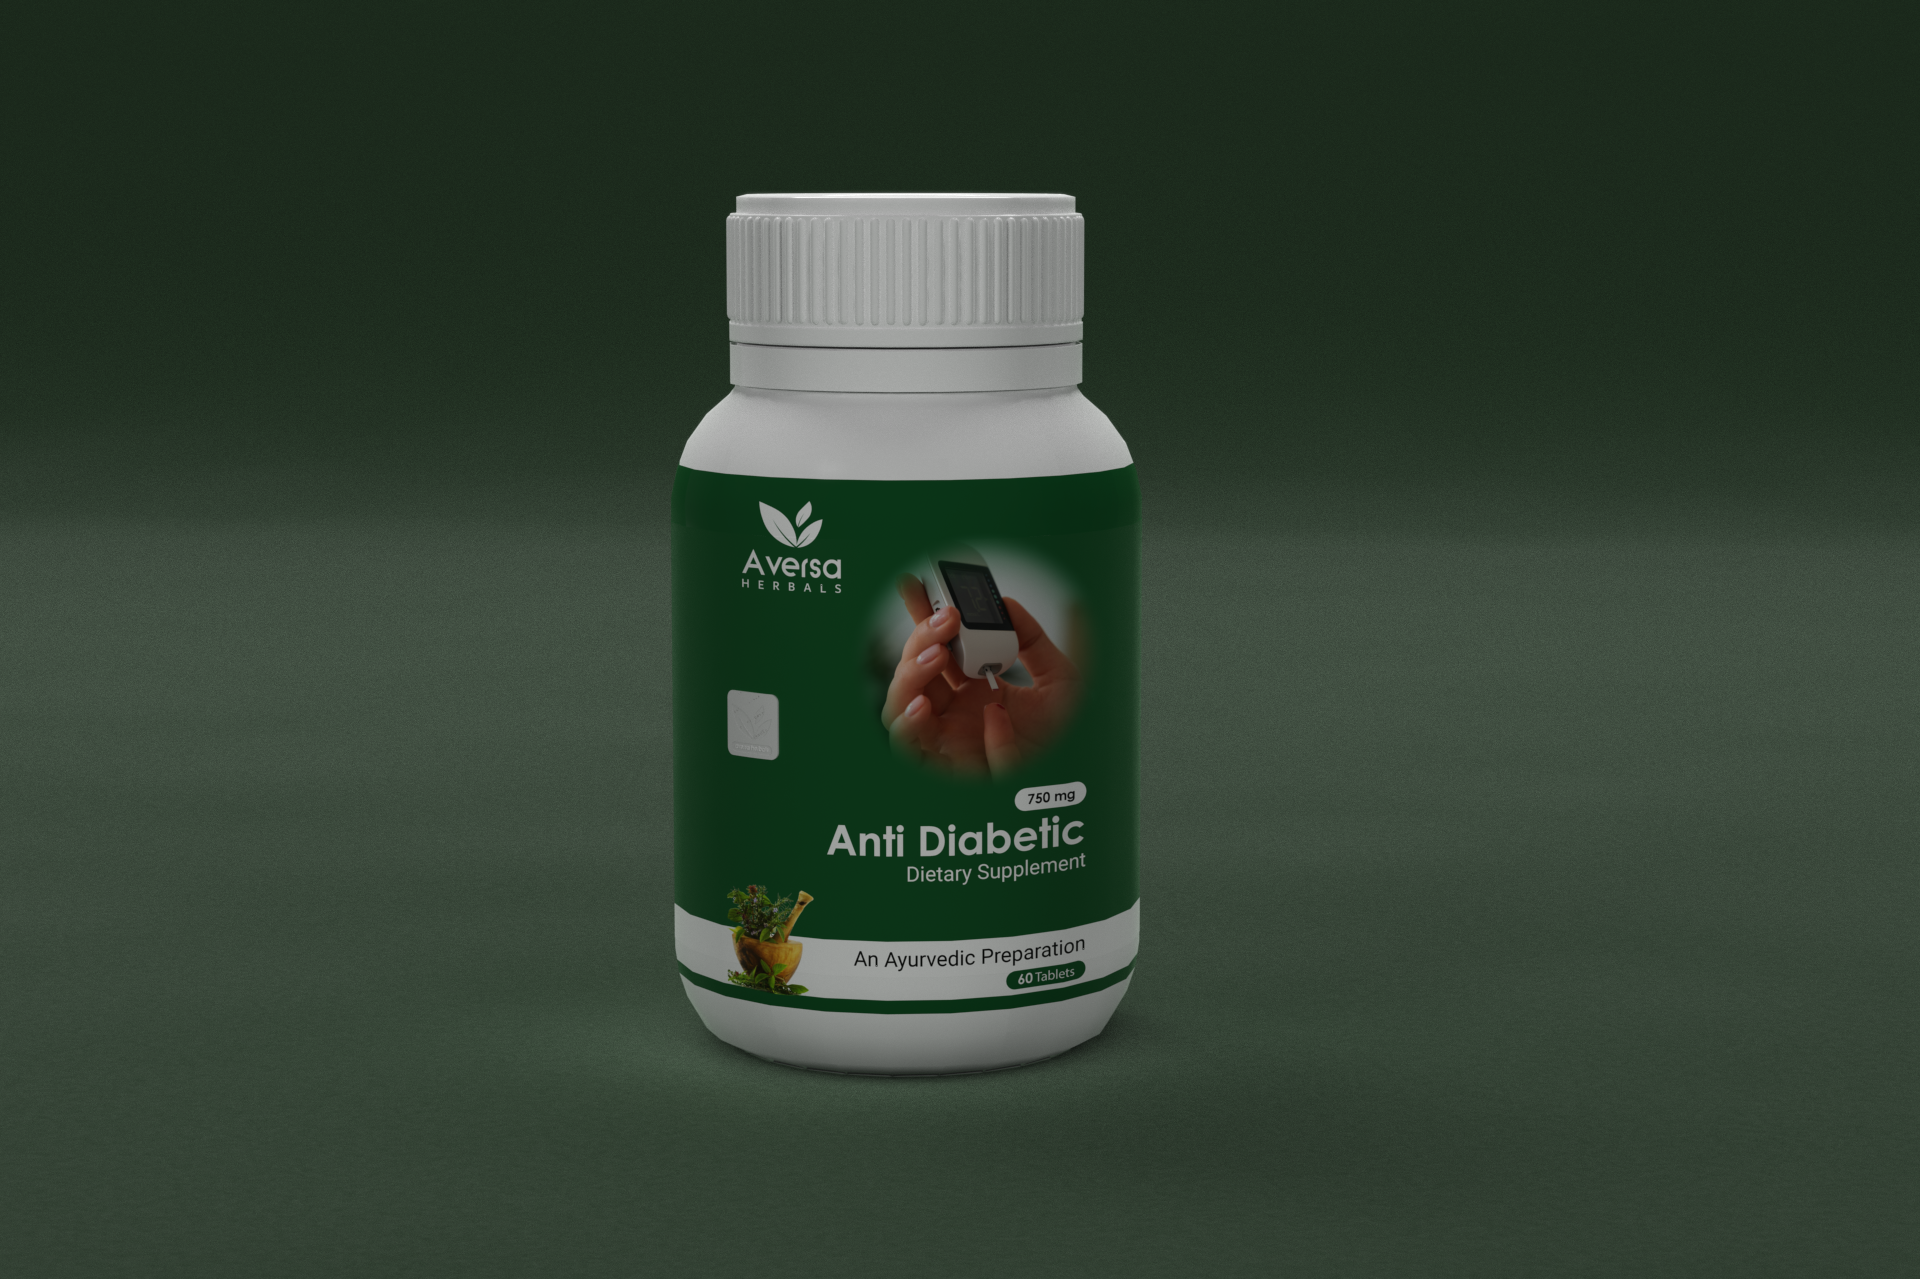 Aversa
HERBALS
750 mg
Anti Diabetic
Dietary Supplement
An Ayurvedic Preparation
60 Tablets